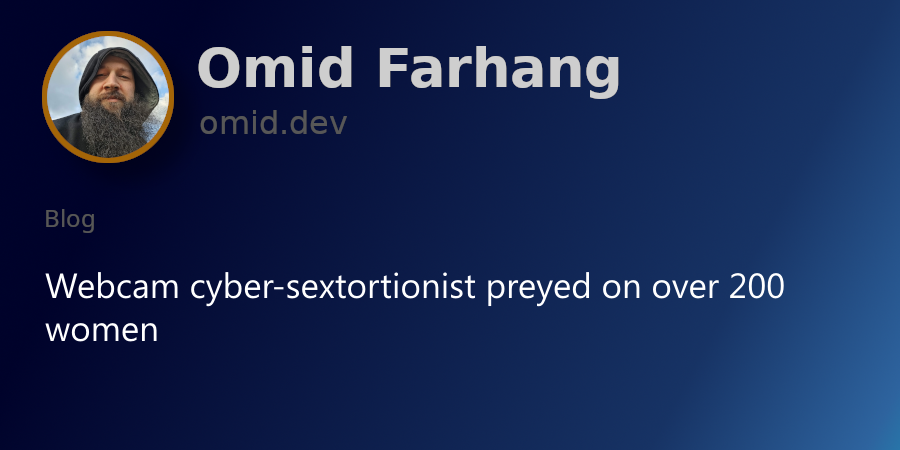 Omid Farhang
omid.dev
Blog
Webcam cyber-sextortionist preyed on over 200
women